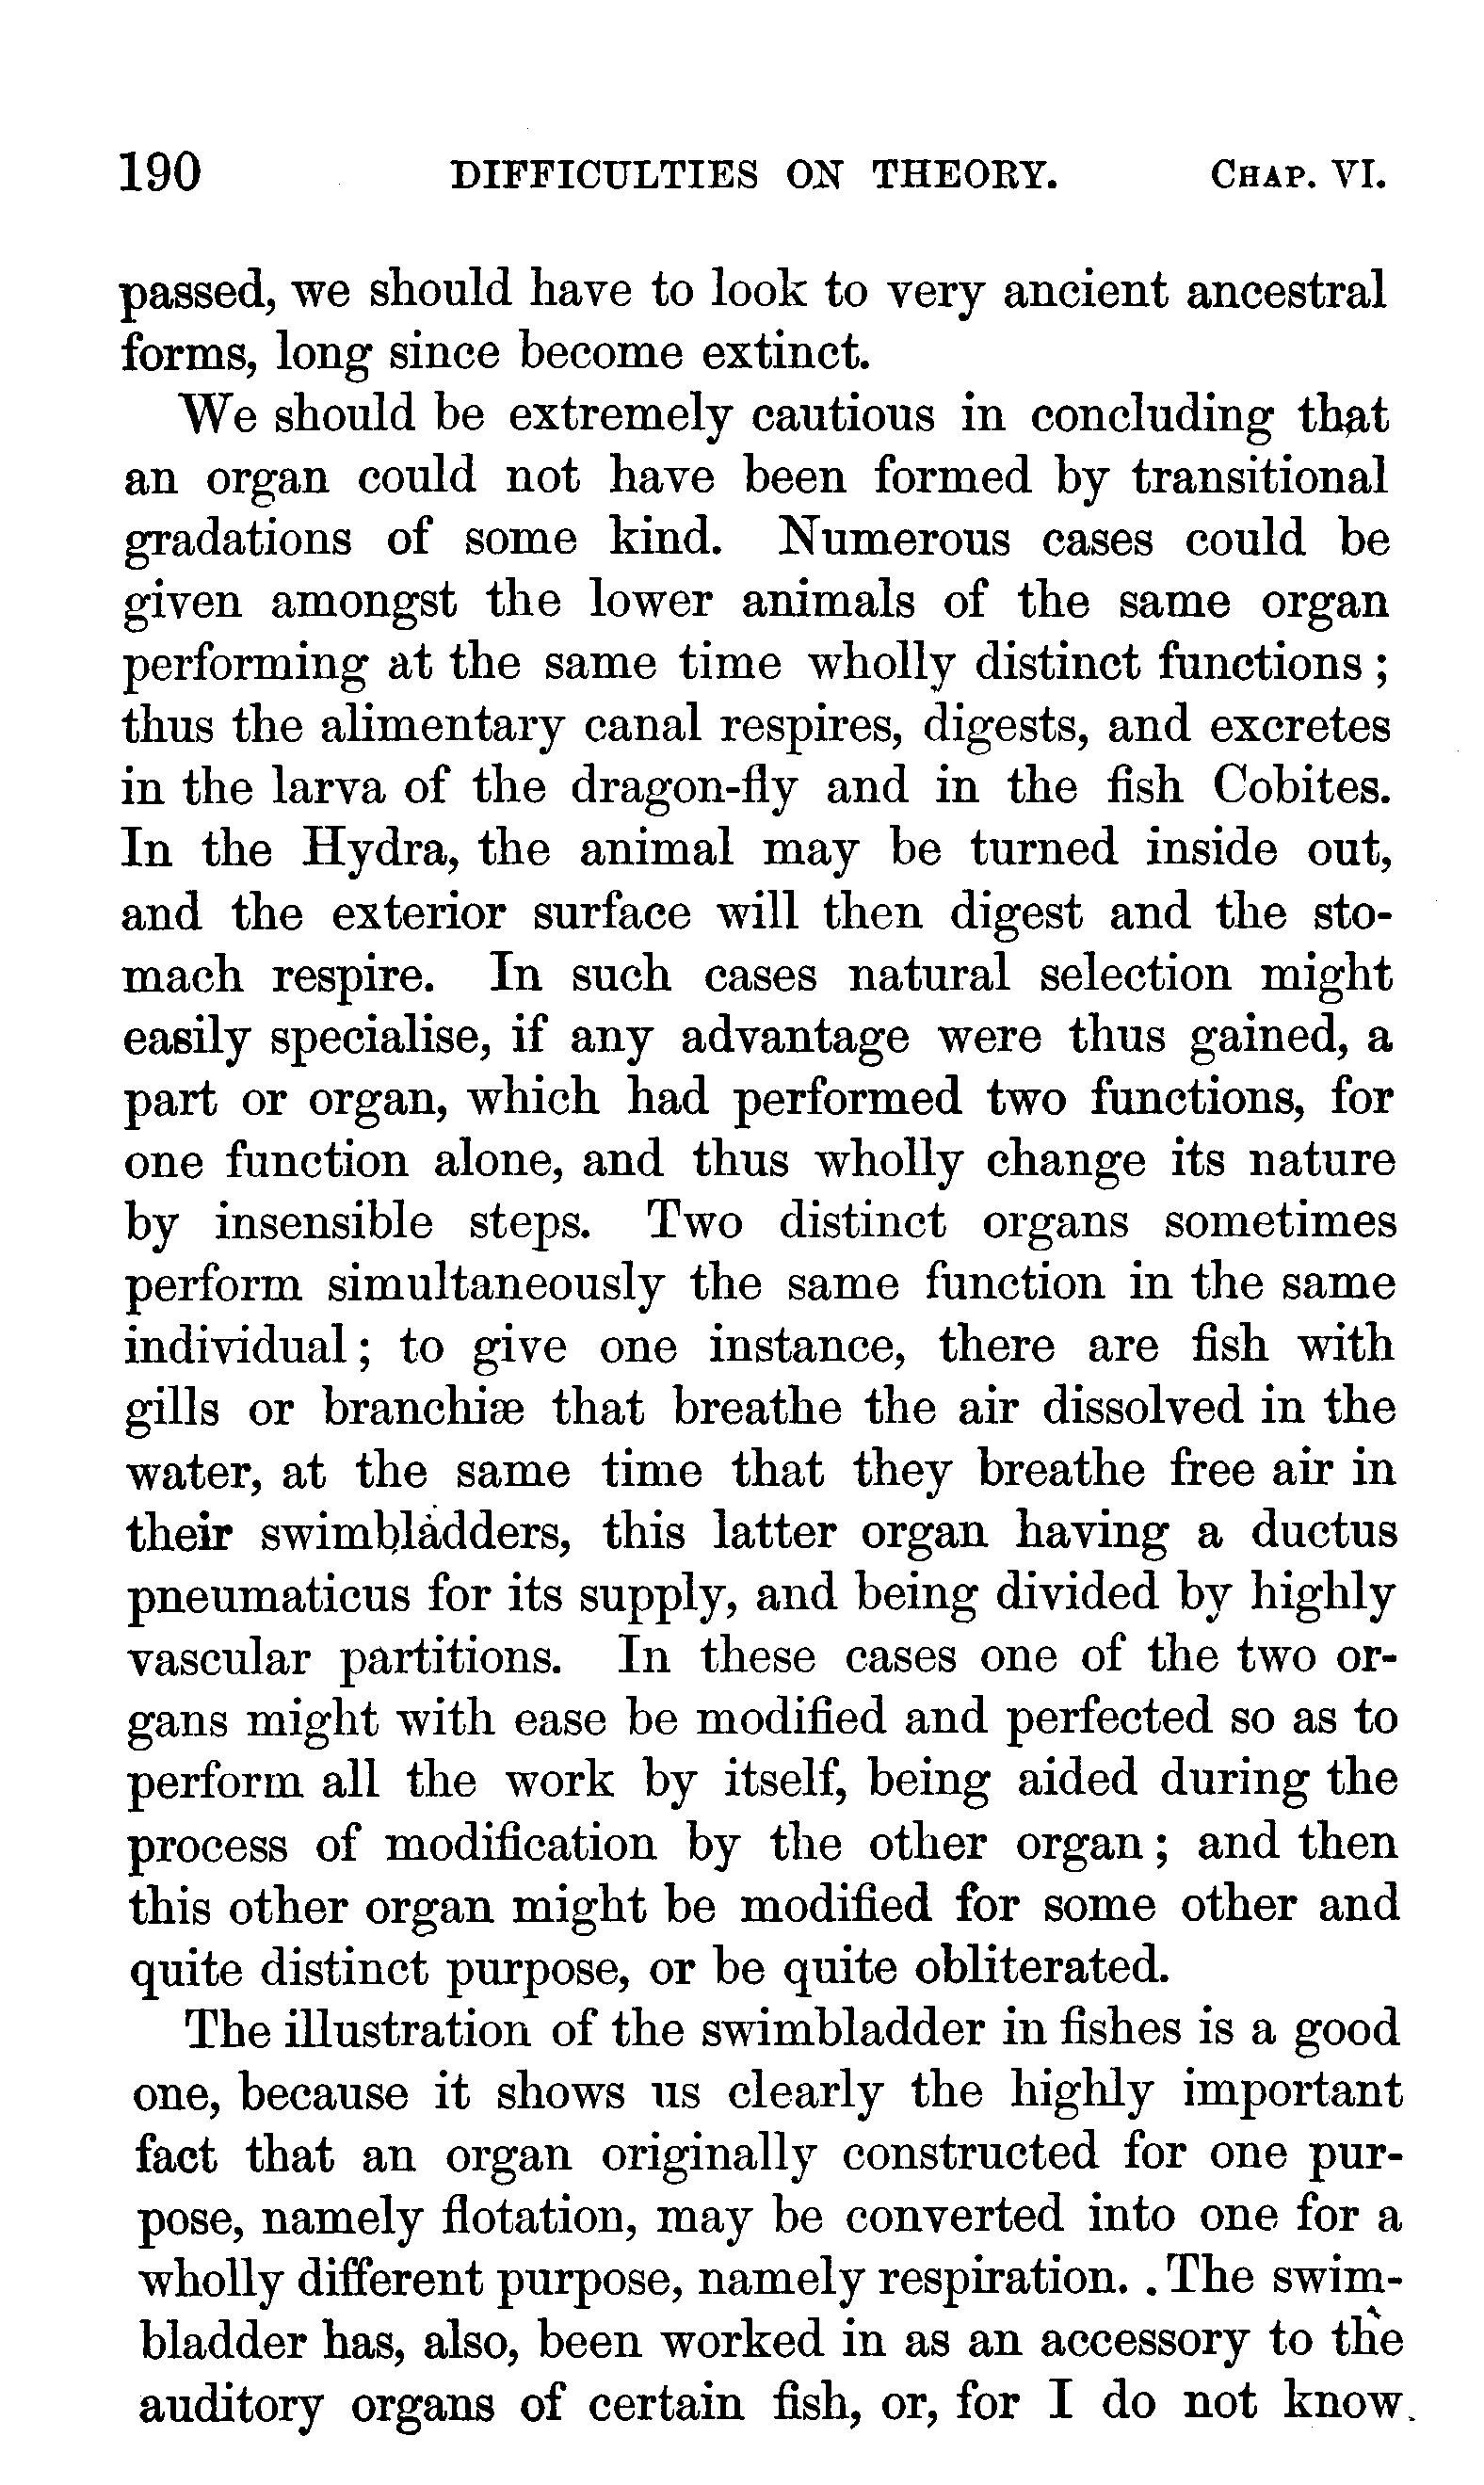 190 DIFFICULTIES ON THEORY. CHAP. VI.
passed, we should have to look to very ancient ancestral
forms, long since become extinct.
We should be extremely cautious in concluding that
an organ could not have been formed by transitional
gradations of some kind. Numerous cases could be
given amongst the lower animals of the same organ
performing at the same time wholly distinct functions;
thus the alimentary canal respires, digests, and excretes
in the larva of the dragon-fly and in the fish Cobites.
In the Hydra, the animal may be turned inside out,
and the exterior surface will then digest and the sto-
mach respire. In such cases natural selection might
easily specialise, if any advantage were thus gained, a
part or organ, which had performed two functions, for
one function alone, and thus wholly change its nature
by insensible steps. Two distinct organs sometimes
perform simultaneously the same function in the same
individual; to give one instance, there are fish with
gills or branchiæ that breathe the air dissolved in the
water, at the same time that they breathe free air in
their swimbladders, this latter organ having a ductus
pneumaticus for its supply, and being divided by highly
vascular partitions. In these cases one of the two or-
gans might with ease be modified and perfected so as to
perform all the work by itself, being aided during the
process of modification by the other organ; and then
this other organ might be modified for some other and
quite distinct purpose, or be quite obliterated.
The illustration of the swimbladder in fishes is a good
one, because it shows us clearly the highly important
fact that an organ originally constructed for one pur-
pose, namely flotation, may be converted into one for a
wholly different purpose, namely respiration. The swim-
bladder has, also, been worked in as an accessory to the
auditory organs of certain fish, or, for I do not know